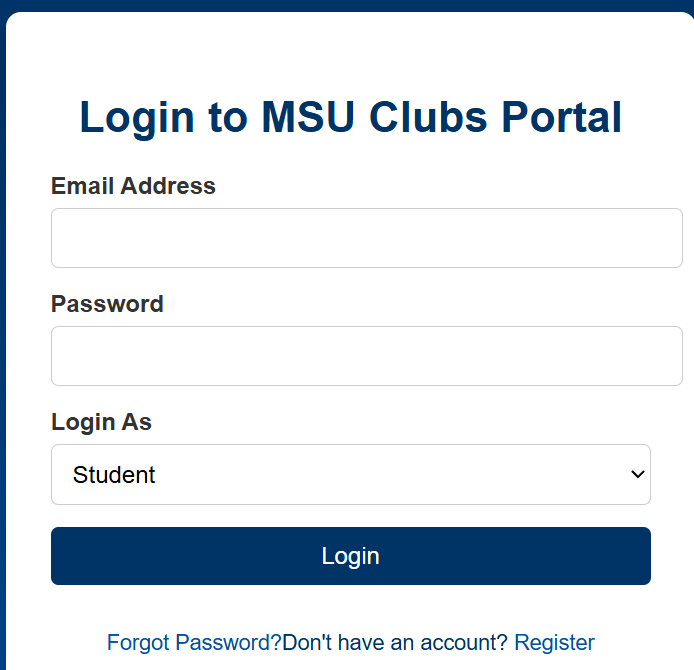 Login to MSU Clubs Portal
Email Address
Password
Login As
Student
Login
Forgot Password?Don't have an account? Register